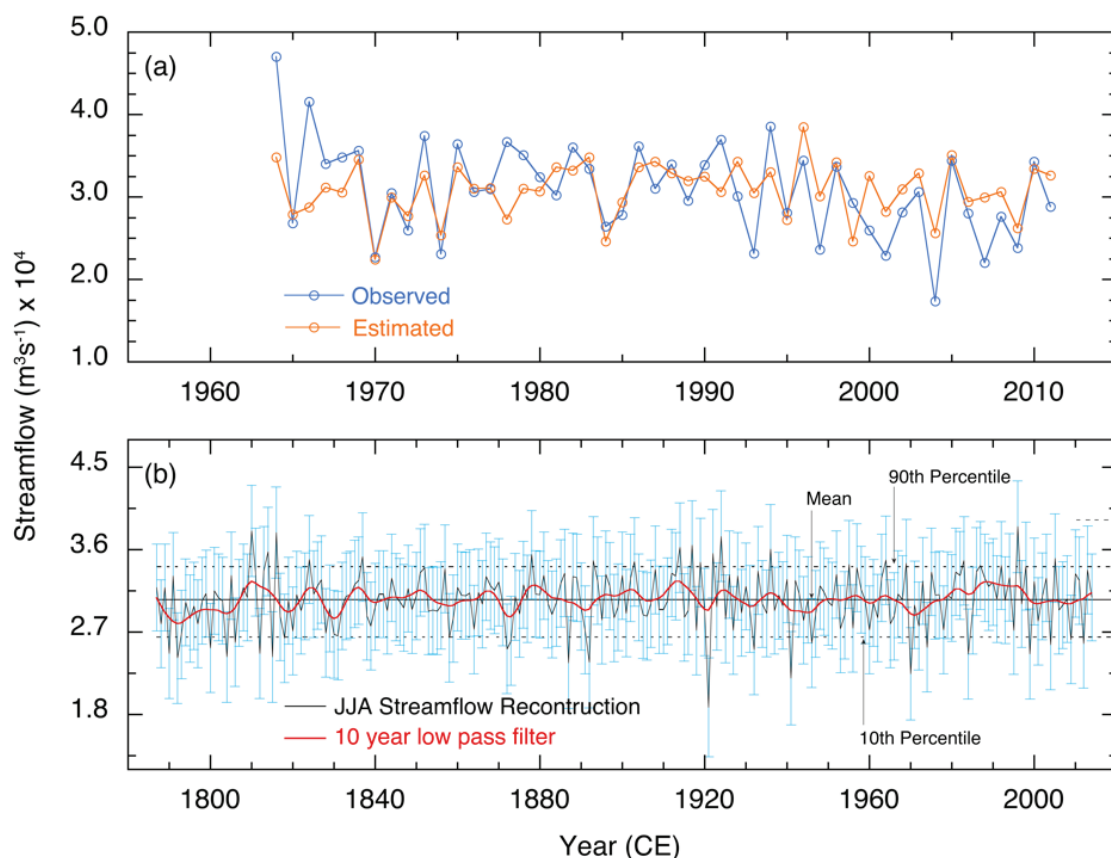 Streamflow (m³s⁻¹) x 10⁴
(a)
5.0
4.0
3.0
2.0
1.0
Observed
Estimated
1960 1970 1980 1990 2000 2010
(b)
4.5
3.6
2.7
1.8
90th Percentile
Mean
JJA Streamflow Recontruction
10 year low pass filter
10th Percentile
1800 1840 1880 1920 1960 2000
Year (CE)